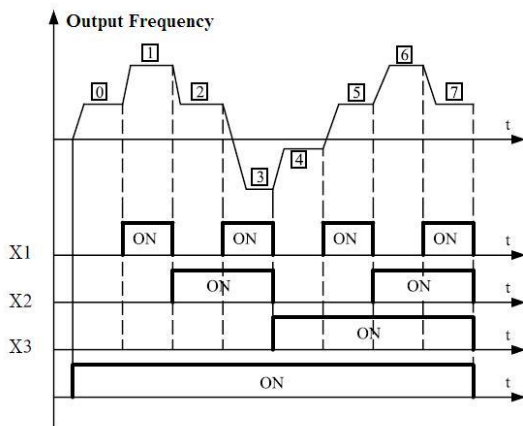 Output Frequency
1
6
0
2
5
7
t
4
3
ON ON ON ON
X1 t
ON ON
X2 t
ON
X3 t
ON
t